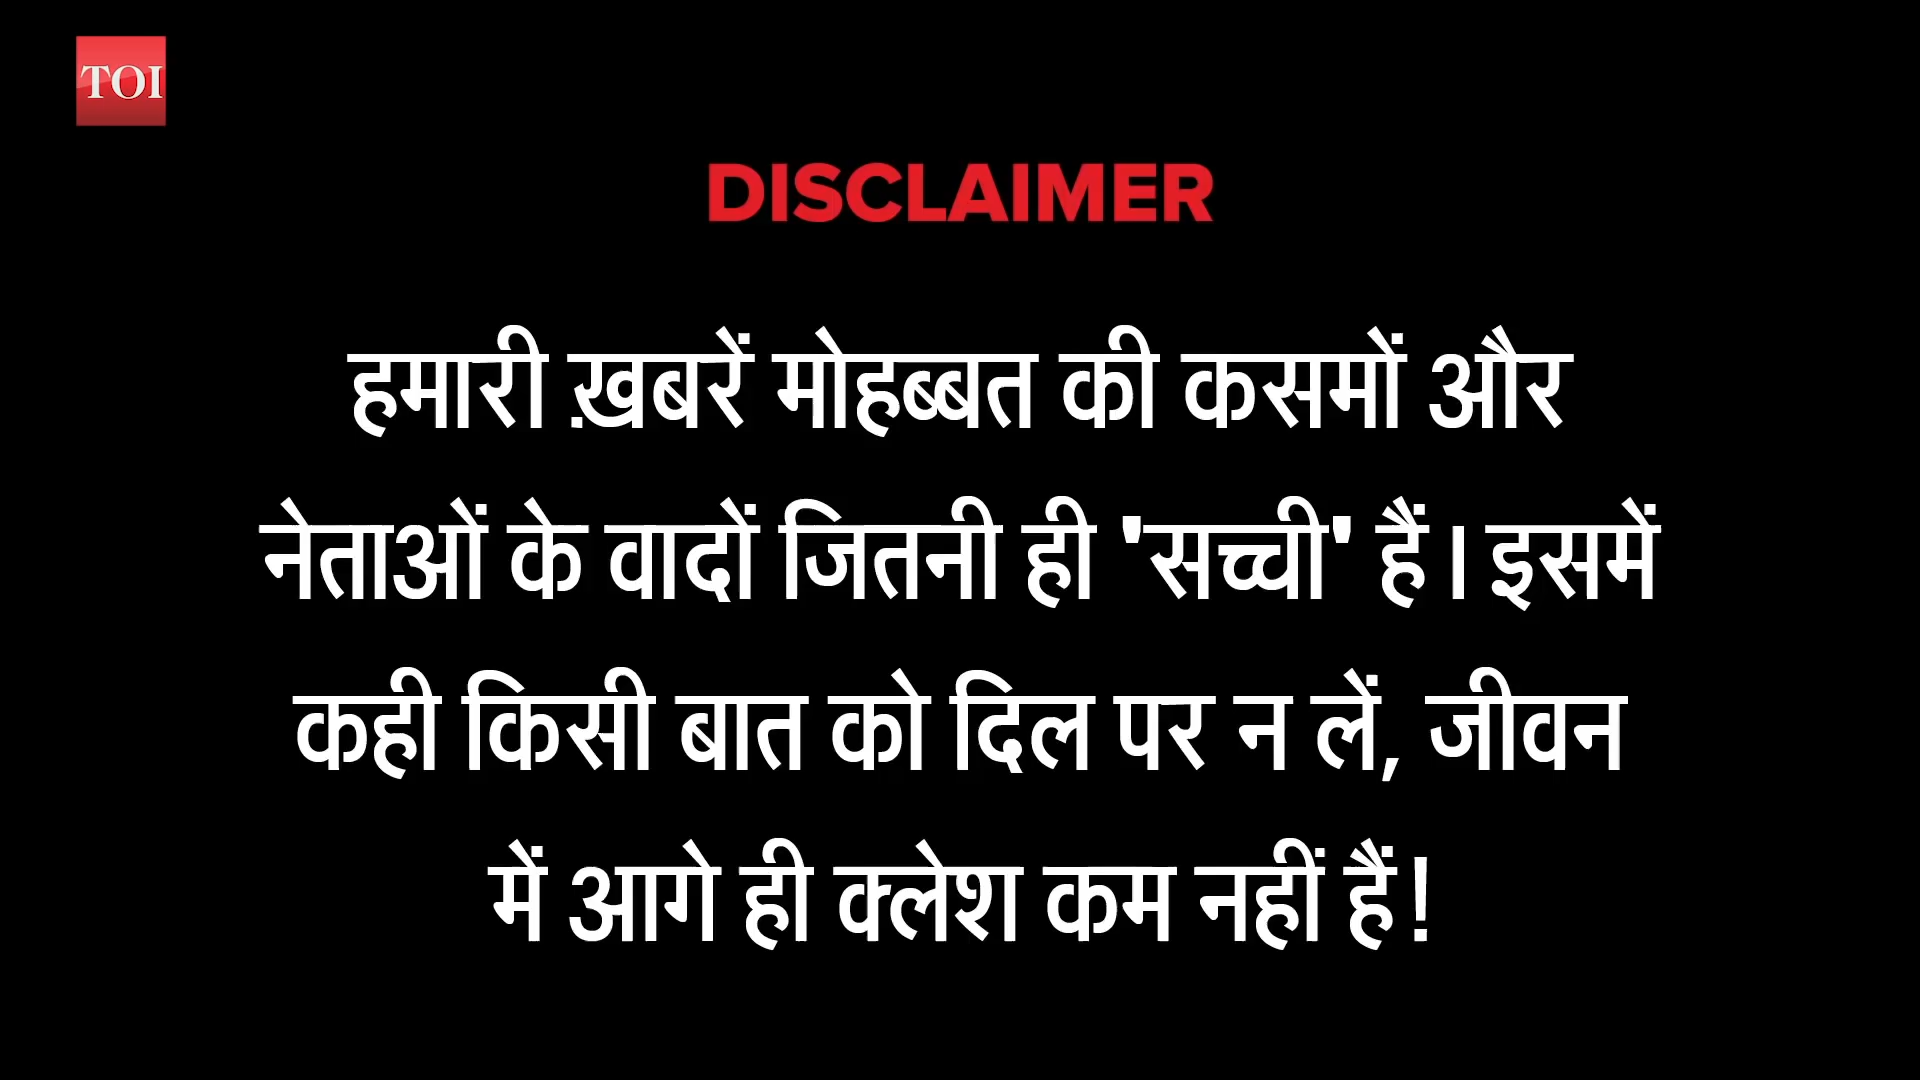 TOI
DISCLAIMER
हमारी ख़बरें मोहब्बत की कसमों और
नेताओं के वादों जितनी ही 'सच्ची' हैं। इसमें
कही किसी बात को दिल पर न लें, जीवन
में आगे ही क्लेश कम नहीं हैं!